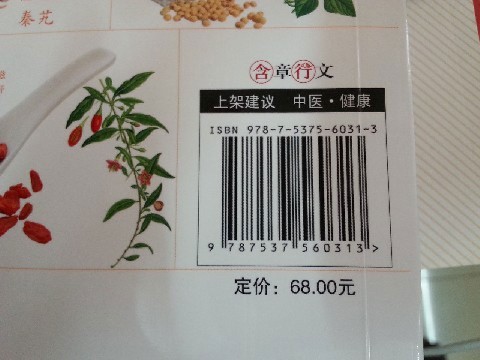 秦艽
含章行文
上架建议 中医·健康
ISBN 978-7-5375-6031-3
9 787537 560313 >
定价：68.00元